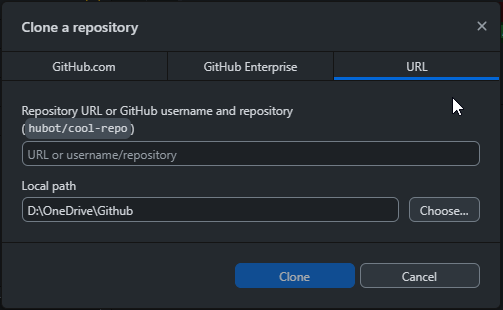 Clone a repository
GitHub.com
GitHub Enterprise
URL
Repository URL or GitHub username and repository
(hubot/cool-repo)
URL or username/repository
Local path
D:\OneDrive\Github
Choose...
Clone
Cancel